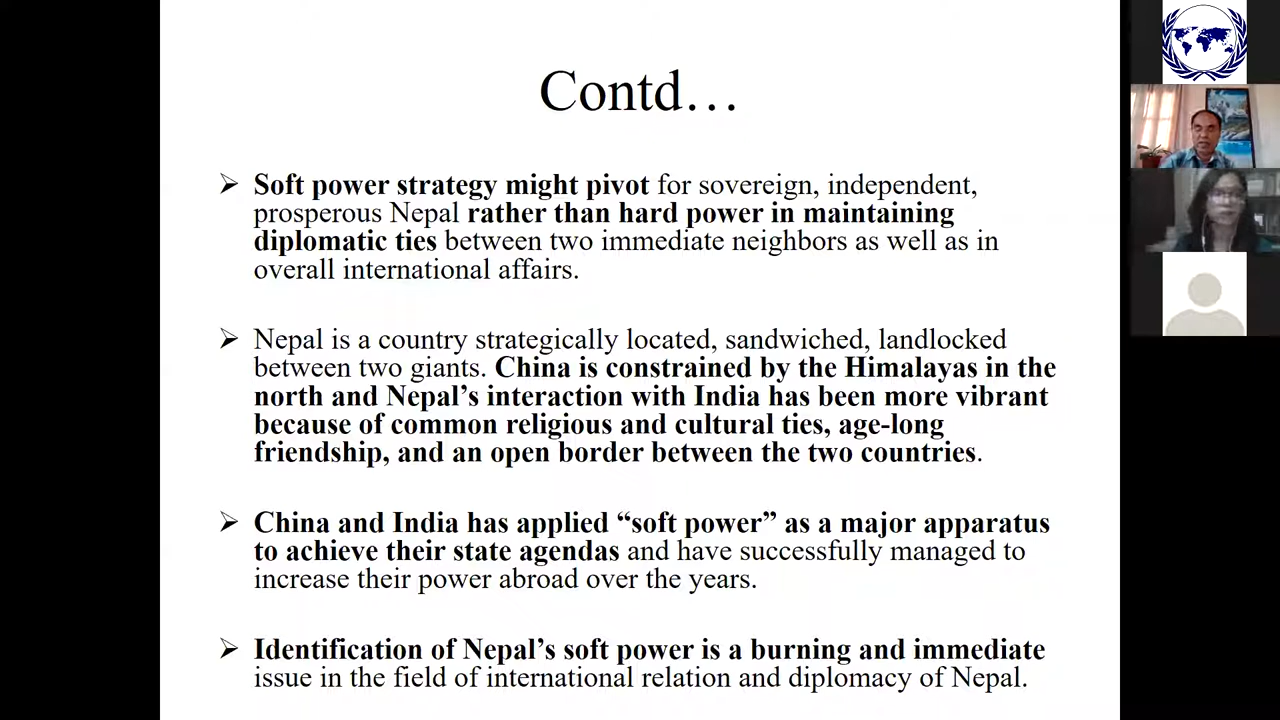 Contd…
➢ Soft power strategy might pivot for sovereign, independent,
prosperous Nepal rather than hard power in maintaining
diplomatic ties between two immediate neighbors as well as in
overall international affairs.
➢ Nepal is a country strategically located, sandwiched, landlocked
between two giants. China is constrained by the Himalayas in the
north and Nepal’s interaction with India has been more vibrant
because of common religious and cultural ties, age-long
friendship, and an open border between the two countries.
➢ China and India has applied “soft power” as a major apparatus
to achieve their state agendas and have successfully managed to
increase their power abroad over the years.
➢ Identification of Nepal’s soft power is a burning and immediate
issue in the field of international relation and diplomacy of Nepal.